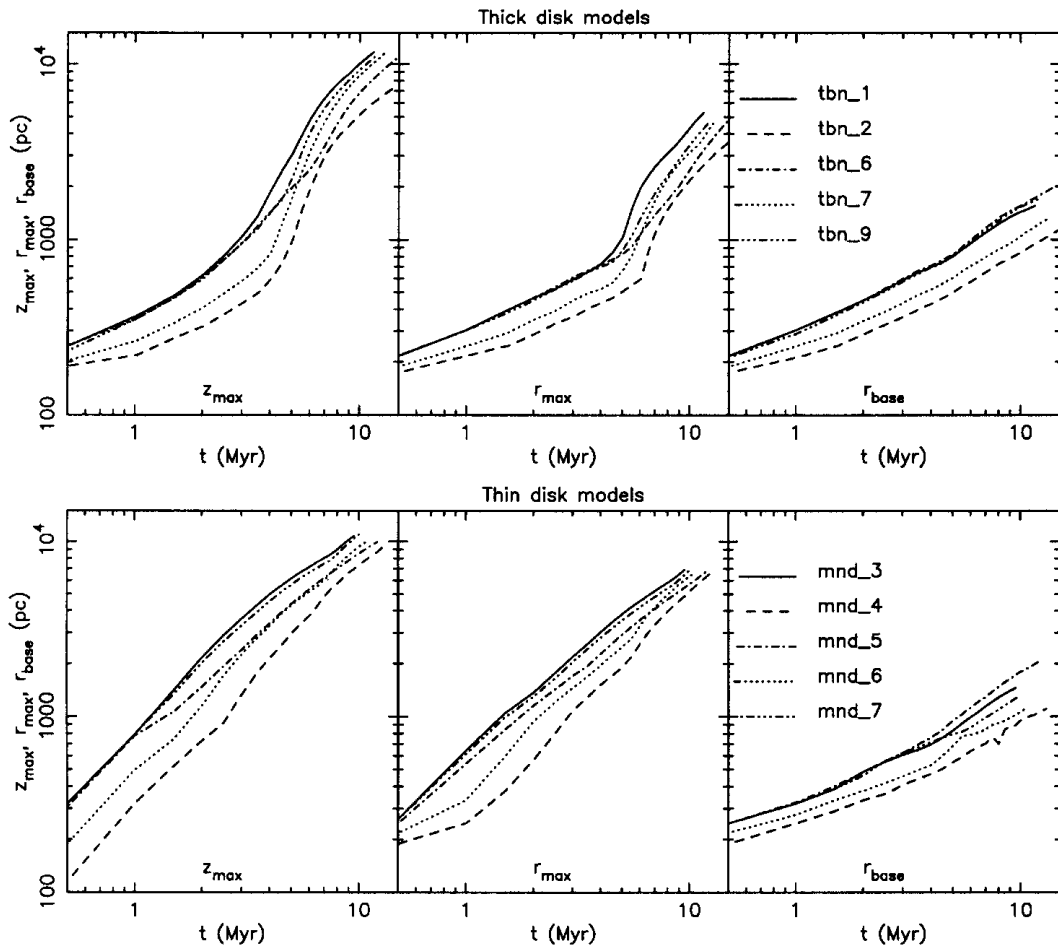 Thick disk models
z_max, r_max, r_base (pc)
10^4
1000
100
z_max
r_max
r_base
tbn_1
tbn_2
tbn_6
tbn_7
tbn_9
1
10
1
10
1
10
t (Myr)
t (Myr)
t (Myr)
Thin disk models
z_max, r_max, r_base (pc)
10^4
1000
100
z_max
r_max
r_base
mnd_3
mnd_4
mnd_5
mnd_6
mnd_7
1
10
1
10
1
10
t (Myr)
t (Myr)
t (Myr)